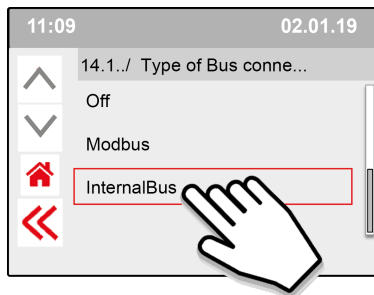 11:09 02.01.19
14.1../ Type of Bus conne...
Off
Modbus
InternalBus